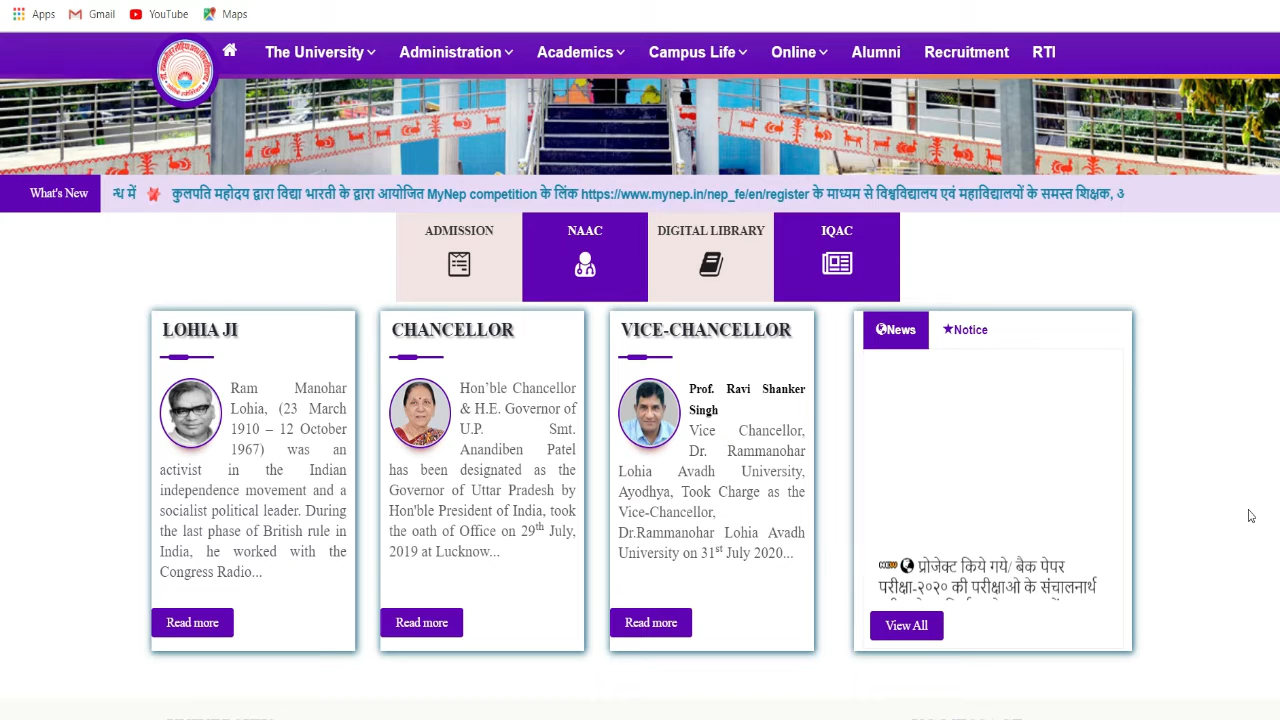 Apps Gmail YouTube Maps
The University Administration Academics Campus Life Online Alumni Recruitment RTI
What's New न्ध में कुलपति महोदय द्वारा विद्या भारती के द्वारा आयोजित MyNep competition के लिंक https://www.mynep.in/nep_fe/en/register के माध्यम से विश्वविद्यालय एवं महाविद्यालयों के समस्त शिक्षक,
ADMISSION NAAC DIGITAL LIBRARY IQAC
LOHIA JI
Ram Manohar
Lohia, (23 March
1910 – 12 October
1967) was an
activist in the Indian
independence movement and a
socialist political leader. During
the last phase of British rule in
India, he worked with the
Congress Radio...
Read more
CHANCELLOR
Hon’ble Chancellor
& H.E. Governor of
U.P. Smt.
Anandiben Patel
has been designated as the
Governor of Uttar Pradesh by
Hon'ble President of India, took
the oath of Office on 29th July,
2019 at Lucknow...
Read more
VICE-CHANCELLOR
Prof. Ravi Shanker
Singh
Vice Chancellor,
Dr. Rammanohar
Lohia Avadh University,
Ayodhya, Took Charge as the
Vice-Chancellor,
Dr.Rammanohar Lohia Avadh
University on 31st July 2020...
Read more
News Notice
प्रोजेक्ट किये गये/ बैक पेपर
परीक्षा-२०२० की परीक्षाओ के संचालनार्थ
View All